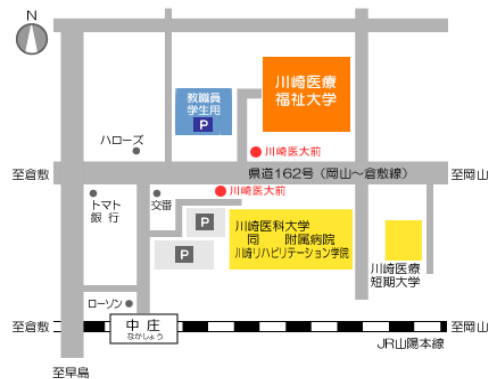 N
川崎医療
福祉大学
教職員
学生用
P
ハローズ
川崎医大前
至倉敷
県道162号（岡山〜倉敷線）
至岡山
トマト
銀行
交番
川崎医大前
P
P
川崎医科大学
同　附属病院
川崎リハビリテーション学院
川崎医療
短期大学
ローソン
至倉敷
中庄
なかしょう
至岡山
JR山陽本線
至早島